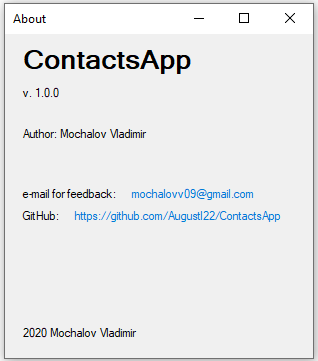 About
ContactsApp
v. 1.0.0
Author: Mochalov Vladimir
e-mail for feedback: mochalovv09@gmail.com
GitHub: https://github.com/Augustl22/ContactsApp
2020 Mochalov Vladimir